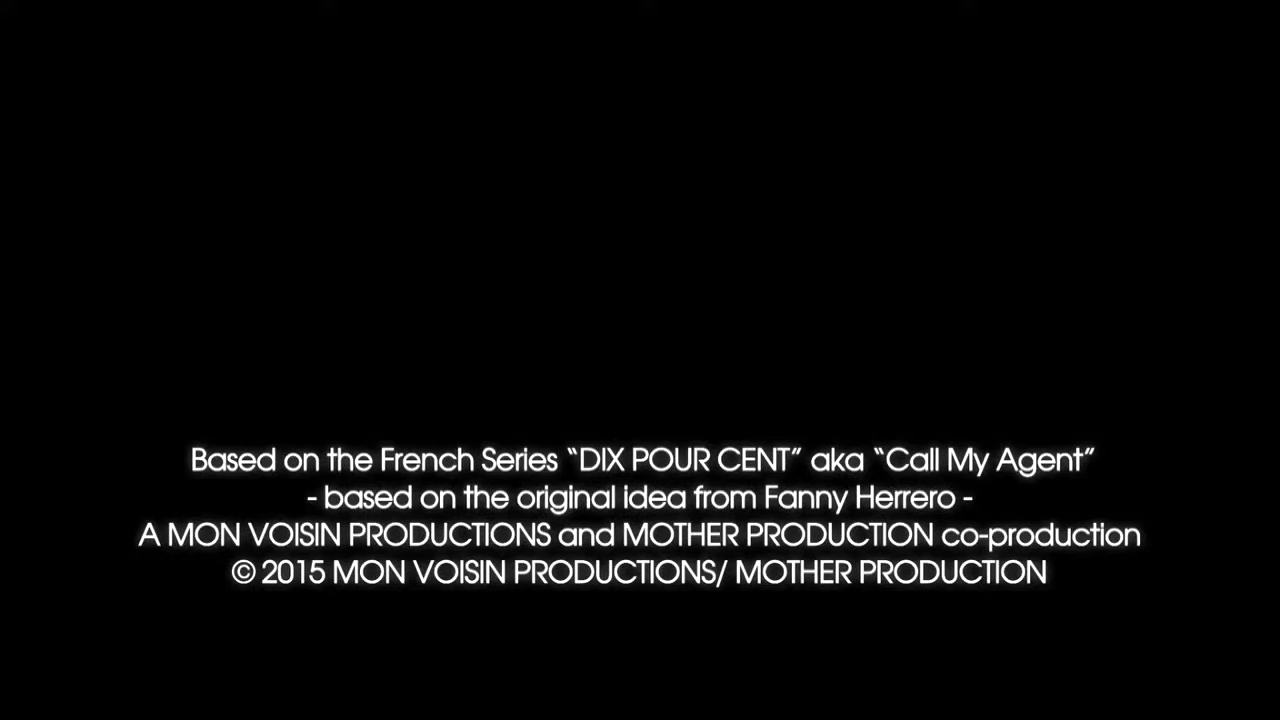 Based on the French Series “DIX POUR CENT” aka “Call My Agent”
- based on the original idea from Fanny Herrero -
A MON VOISIN PRODUCTIONS and MOTHER PRODUCTION co-production
© 2015 MON VOISIN PRODUCTIONS/ MOTHER PRODUCTION